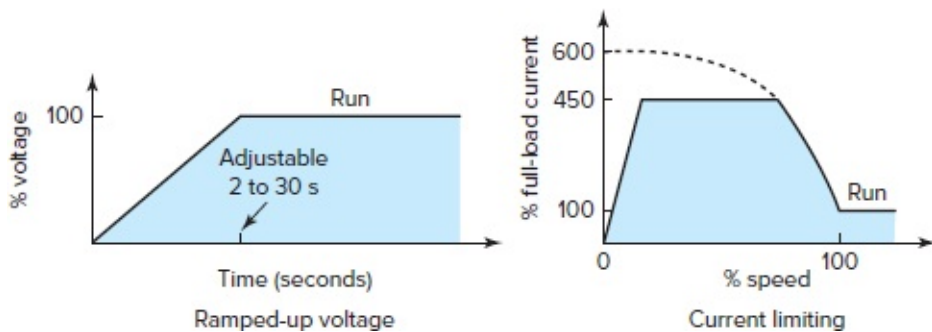 % voltage
100
Run
Adjustable
2 to 30 s
Time (seconds)
Ramped-up voltage
% full-load current
600
450
100
Run
0
100
% speed
Current limiting